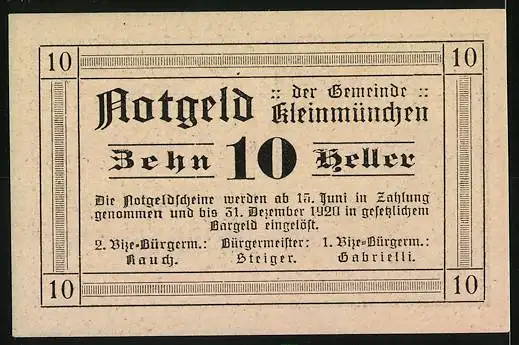 10 10
Notgeld :: der Gemeinde ::
Kleinmünchen
Zehn 10 Heller
Die Notgeldscheine werden ab 15. Juni in Zahlung
genommen und bis 31. Dezember 1920 in gesetzlichem
Bargeld eingelöst.
2. Vize=Bürgerm.: Bürgermeister: 1. Vize=Bürgerm.:
Rauch. Steiger. Gabrielli.
10 10